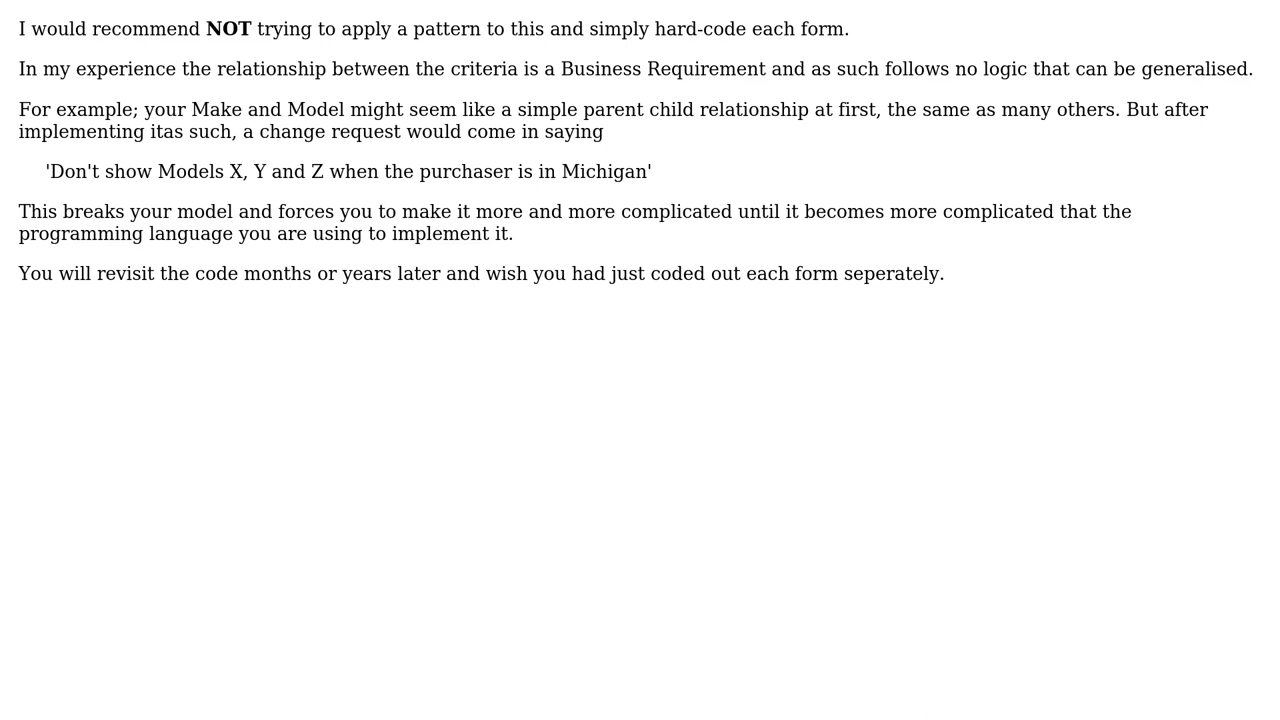 I would recommend NOT trying to apply a pattern to this and simply hard-code each form.
In my experience the relationship between the criteria is a Business Requirement and as such follows no logic that can be generalised.
For example; your Make and Model might seem like a simple parent child relationship at first, the same as many others. But after
implementing itas such, a change request would come in saying
'Don't show Models X, Y and Z when the purchaser is in Michigan'
This breaks your model and forces you to make it more and more complicated until it becomes more complicated that the
programming language you are using to implement it.
You will revisit the code months or years later and wish you had just coded out each form seperately.